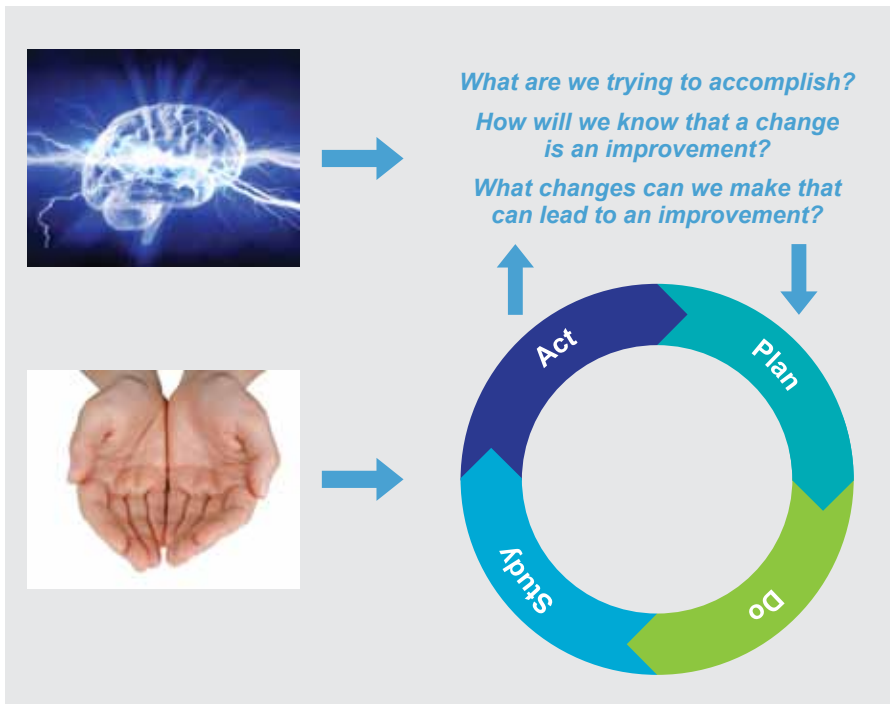 What are we trying to accomplish?
How will we know that a change
is an improvement?
What changes can we make that
can lead to an improvement?
Act
Plan
Study
Do